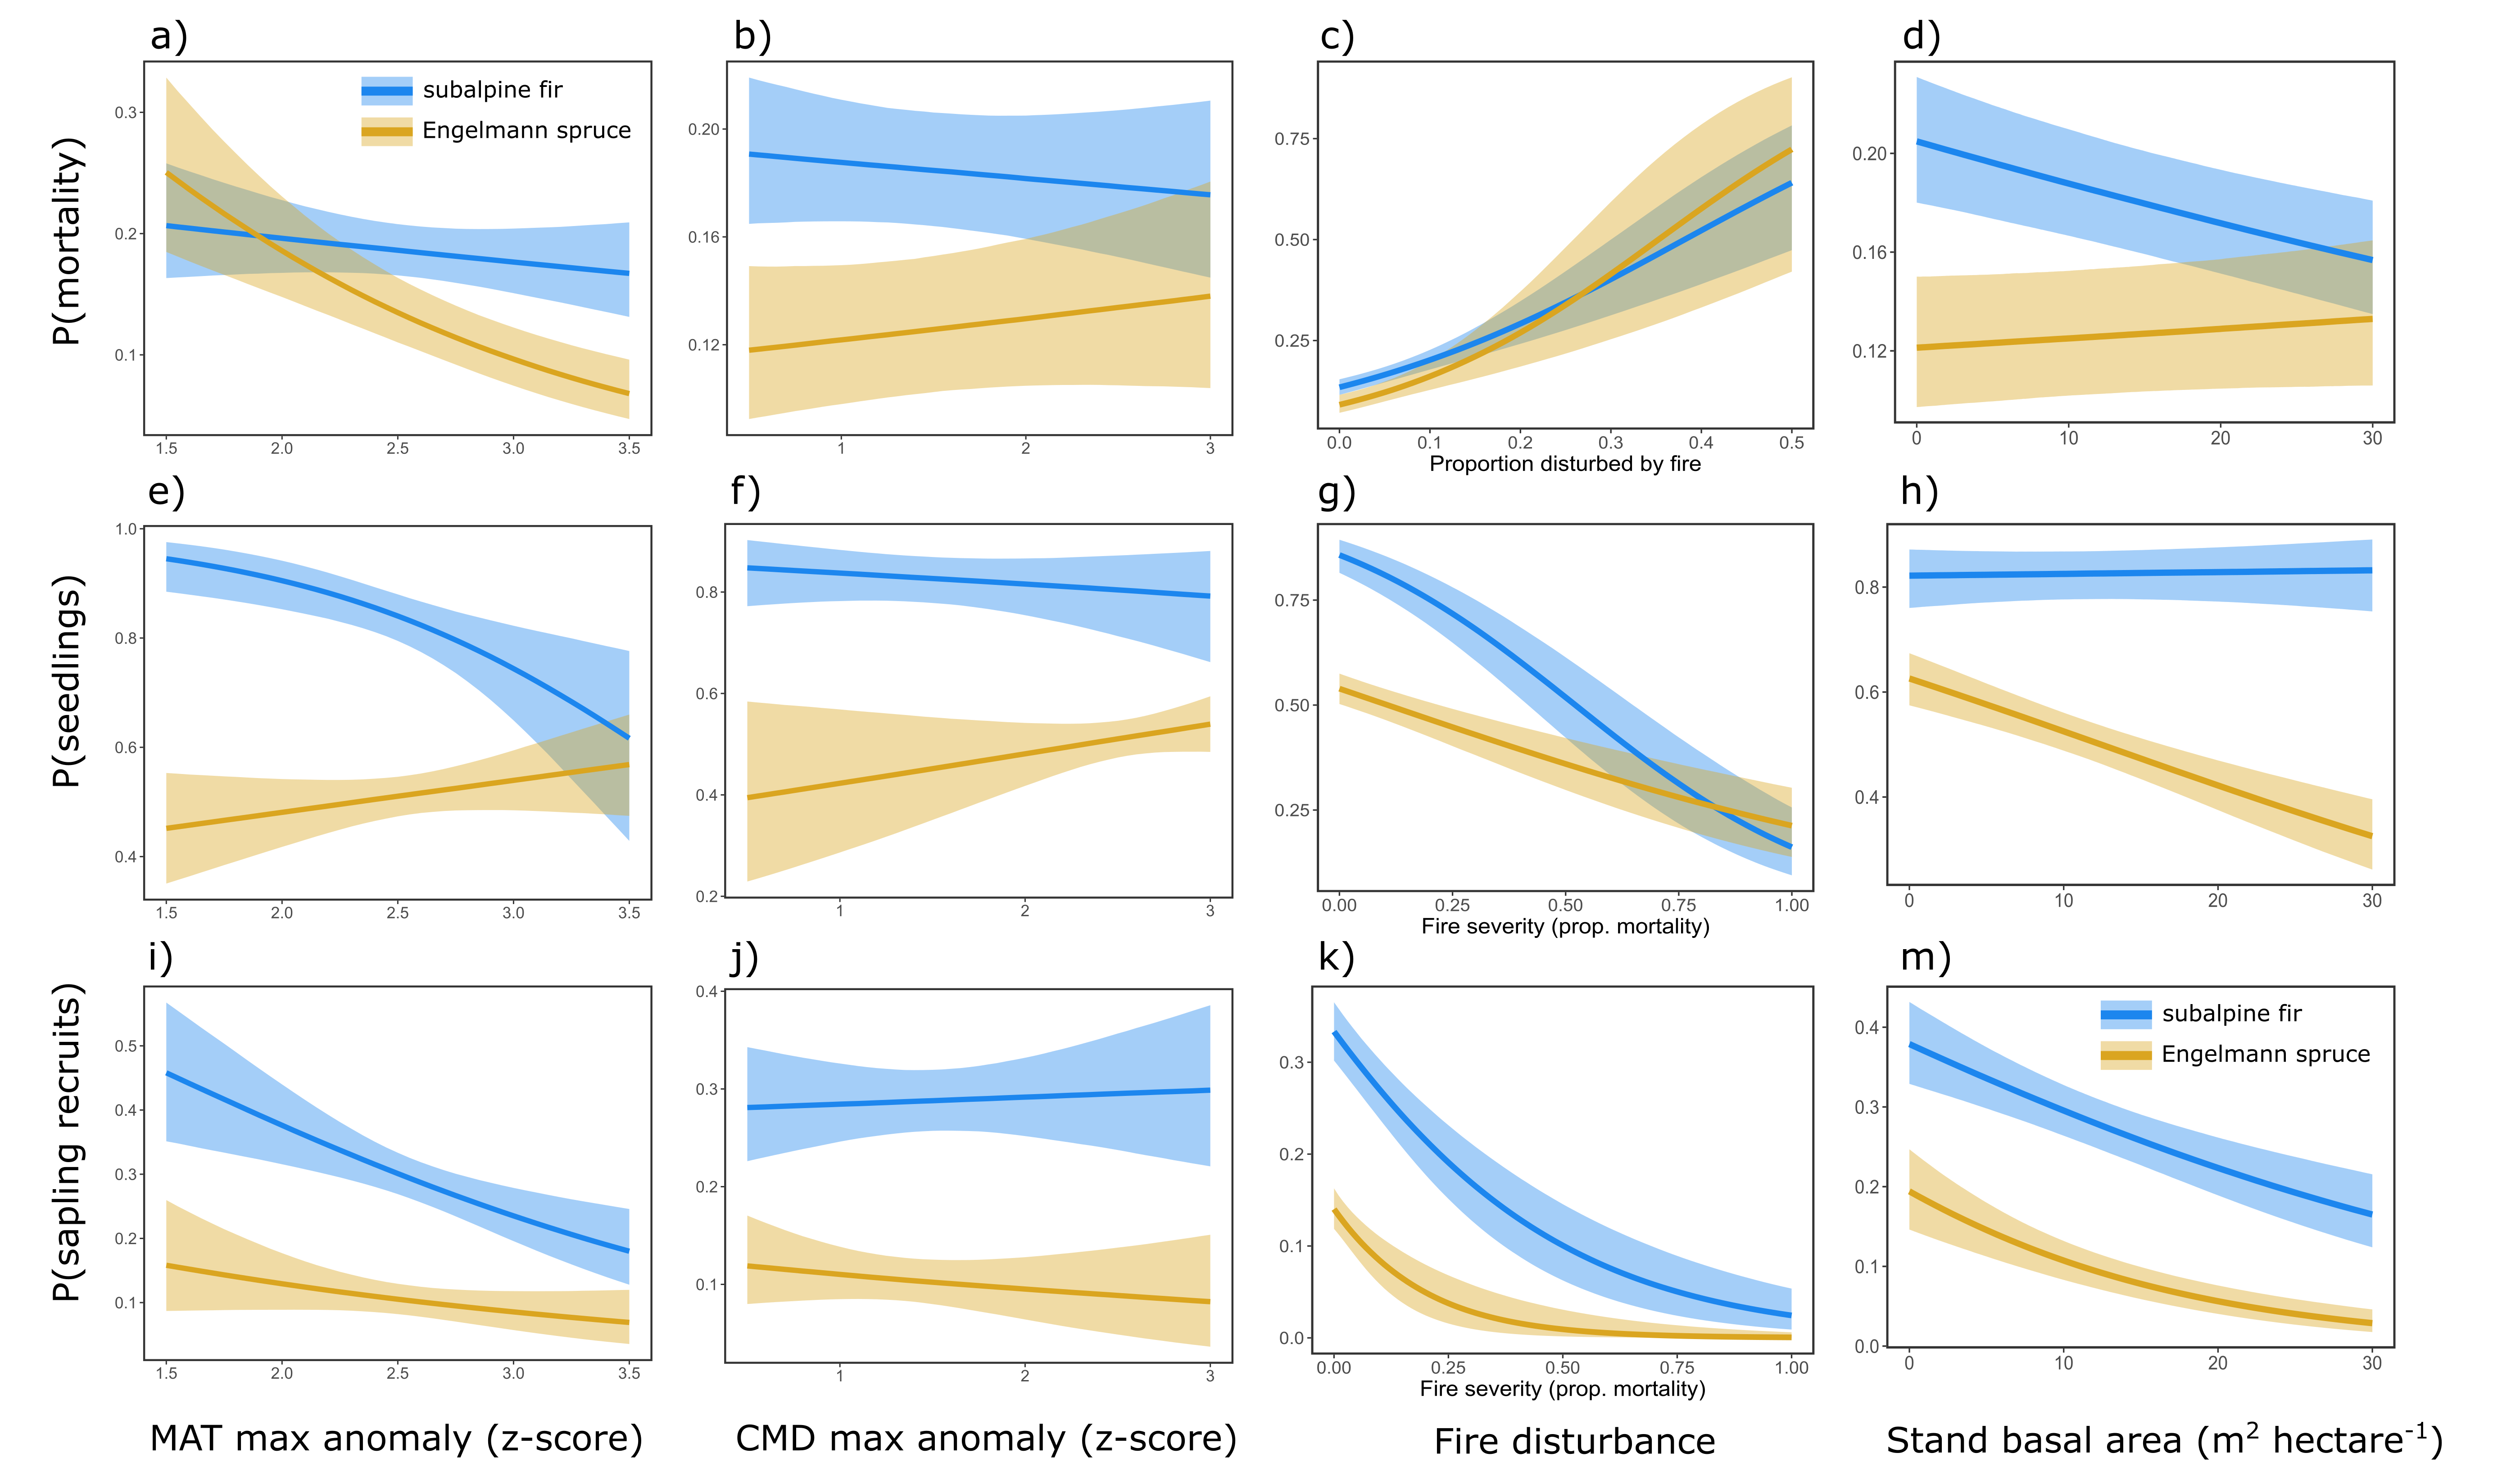 a)
b)
c)
d)
P(mortality)
subalpine fir
Engelmann spruce
0.3
0.2
0.1
1.5 2.0 2.5 3.0 3.5
0.20
0.16
0.12
1 2 3
0.75
0.50
0.25
0.0 0.1 0.2 0.3 0.4 0.5
Proportion disturbed by fire
0.20
0.16
0.12
0 10 20 30
e)
f)
g)
h)
P(seedlings)
1.0
0.8
0.6
0.4
1.5 2.0 2.5 3.0 3.5
0.8
0.6
0.4
0.2
1 2 3
0.75
0.50
0.25
0.00 0.25 0.50 0.75 1.00
Fire severity (prop. mortality)
0.8
0.6
0.4
0 10 20 30
i)
j)
k)
m)
P(sapling recruits)
0.5
0.4
0.3
0.2
0.1
1.5 2.0 2.5 3.0 3.5
0.4
0.3
0.2
0.1
1 2 3
0.3
0.2
0.1
0.0
0.00 0.25 0.50 0.75 1.00
Fire severity (prop. mortality)
subalpine fir
Engelmann spruce
0.4
0.3
0.2
0.1
0.0
0 10 20 30
MAT max anomaly (z-score)
CMD max anomaly (z-score)
Fire disturbance
Stand basal area (m² hectare⁻¹)